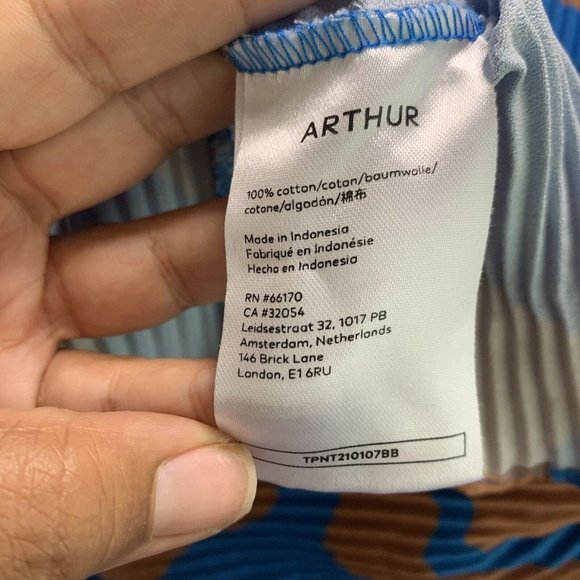 ARTHUR
100% cotton/coton/baumwolle/
cotone/algodón/棉布
Made in Indonesia
Fabriqué en Indonésie
Hecho en Indonesia
RN #66170
CA #32054
Leidsestraat 32, 1017 PB
Amsterdam, Netherlands
146 Brick Lane
London, E1 6RU
TPNT210107BB